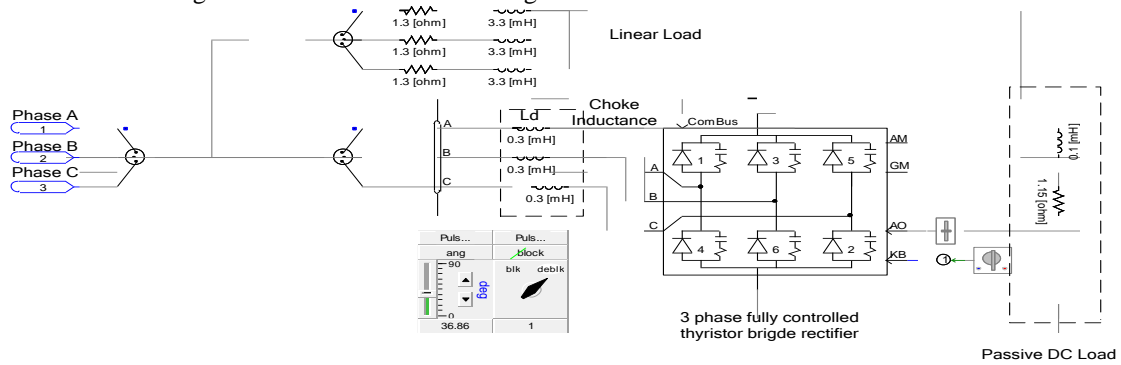 1.3 [ohm] 3.3 [mH]
Linear Load
1.3 [ohm] 3.3 [mH]
1.3 [ohm] 3.3 [mH]
Choke
Inductance
Ld
Phase A
1
Phase B
2
Phase C
3
A
0.3 [mH]
B
0.3 [mH]
C
0.3 [mH]
ComBus
A
B
C
1 3 5
4 6 2
AM
GM
AO
KB
1
0.1 [mH]
1.15 [ohm]
Puls... Puls...
ang block
90
0
deg
blk deblk
36.86 1
3 phase fully controlled
thyristor brigde rectifier
Passive DC Load